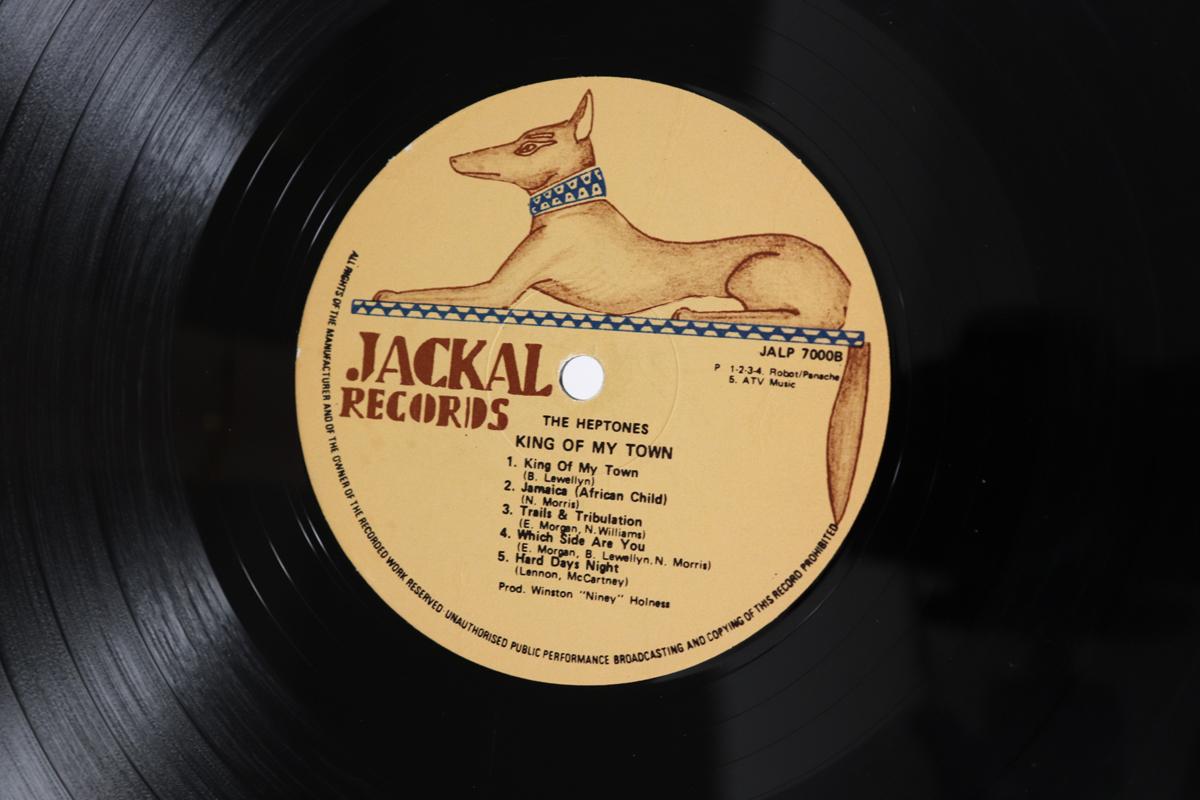 JACKAL
RECORDS
JALP 7000B
P 1-2-3-4. Robot/Panache
5. ATV Music
THE HEPTONES
KING OF MY TOWN
1. King Of My Town
(B. Lewellyn)
2. Jamaica (African Child)
(N. Morris)
3. Trails & Tribulation
(E. Morgan, N. Williams)
4. Which Side Are You
(E. Morgan, B. Lewellyn, N. Morris)
5. Hard Days Night
(Lennon, McCartney)
Prod. Winston "Niney" Holness
ALL RIGHTS OF THE MANUFACTURER AND OF THE OWNER OF THE RECORDED WORK RESERVED UNAUTHORISED PUBLIC PERFORMANCE BROADCASTING AND COPYING OF THIS RECORD PROHIBITED